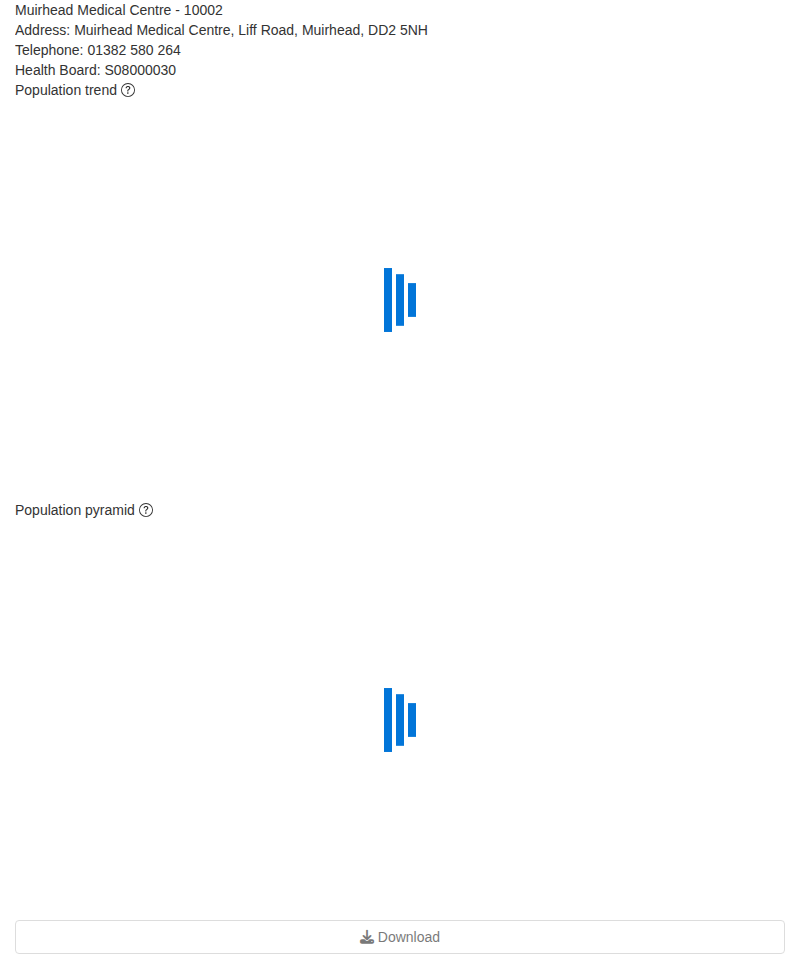 Muirhead Medical Centre - 10002
Address: Muirhead Medical Centre, Liff Road, Muirhead, DD2 5NH
Telephone: 01382 580 264
Health Board: S08000030
Population trend ?
Population pyramid ?
Download